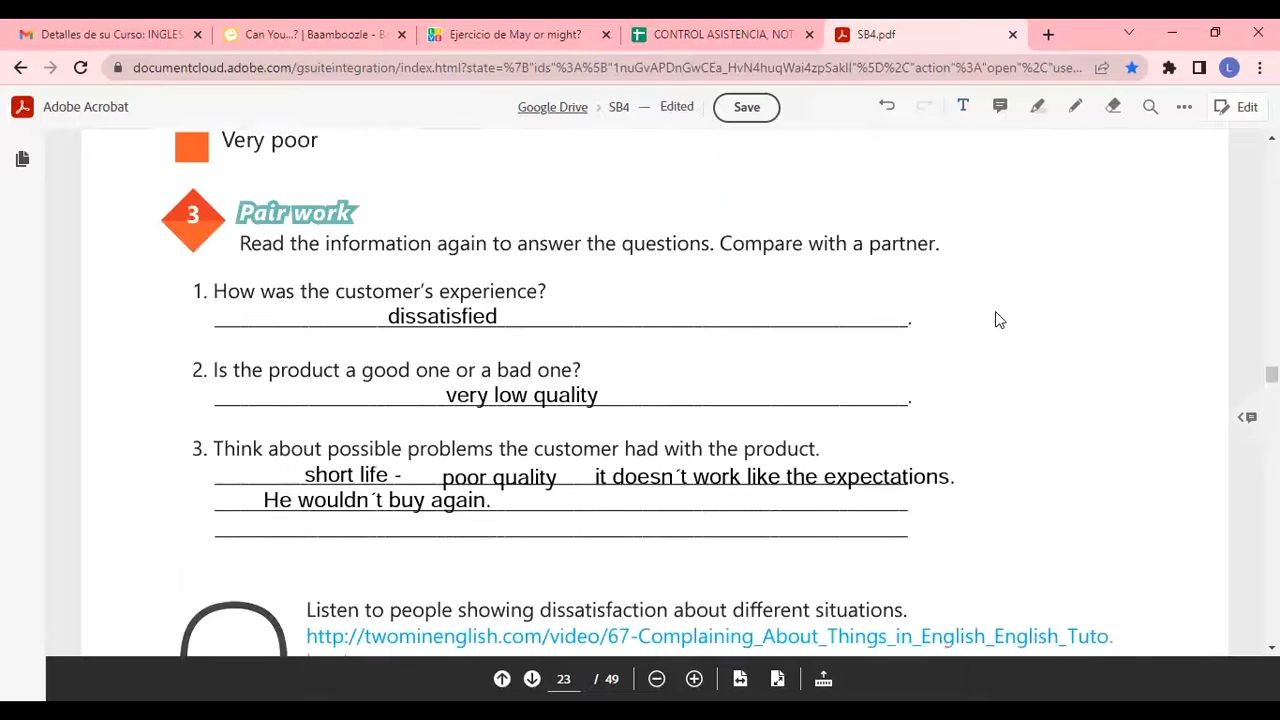 Detalles de su Curso: INGLES
Can You...? | Baamboozle - Ba
Ejercicio de May or might?
CONTROL ASISTENCIA, NOT
SB4.pdf
documentcloud.adobe.com/gsuiteintegration/index.html?state=%7B"ids"%3A%5B"1nuGvAPDnGwCEa_HvN4huqWai4zpSakIl"%5D%2C"action"%3A"open"%2C"use...
L
Adobe Acrobat
Google Drive > SB4 — Edited
Save
Edit
Very poor
3 Pair work
Read the information again to answer the questions. Compare with a partner.
1. How was the customer's experience?
dissatisfied
2. Is the product a good one or a bad one?
very low quality
3. Think about possible problems the customer had with the product.
short life - poor quality it doesn´t work like the expectations.
He wouldn´t buy again.
Listen to people showing dissatisfaction about different situations.
http://twominenglish.com/video/67-Complaining_About_Things_in_English_English_Tuto.
23 / 49